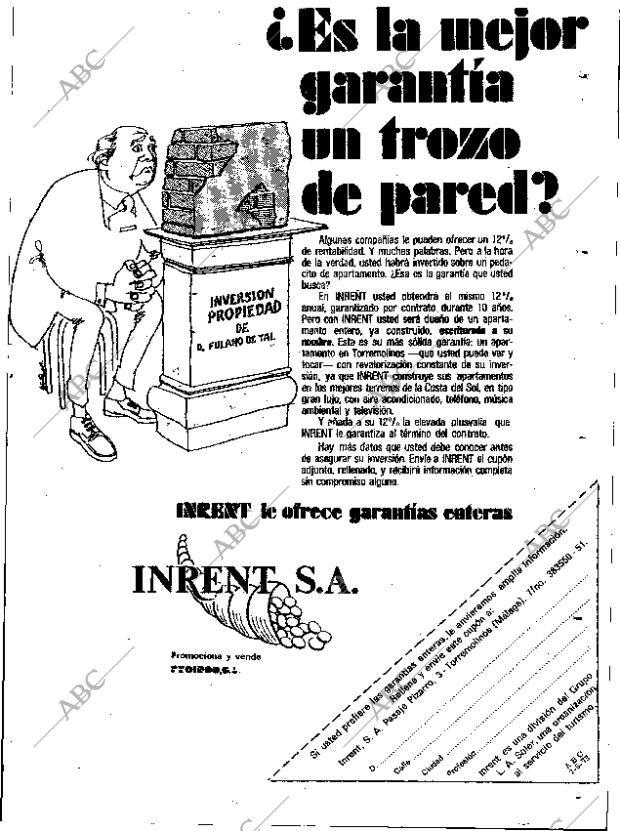 ¿Es la mejor
garantía
un trozo
de pared?
Algunas compañías le pueden ofrecer un 12%
de rentabilidad. Y muchas palabras. Pero a la hora
de la verdad, usted habrá invertido sobre un peda-
cito de apartamento. ¿Esa es la garantía que usted
busca?
En INRENT usted obtendrá el mismo 12%
anual, garantizado por contrato, durante 10 años.
Pero con INRENT usted será dueño de un aparta-
mento entero, ya construido, escriturado a su
nombre. Esta es su más sólida garantía: un apar-
tamento en Torremolinos —que usted puede ver y
tocar— con revalorización constante de su inver-
sión, ya que INRENT construye sus apartamentos
en los mejores terrenos de la Costa del Sol, en tipo
gran lujo, con aire acondicionado, teléfono, música
ambiental y televisión.
Y añada a su 12% la elevada plusvalía que
INRENT le garantiza al término del contrato.
Hay más datos que usted debe conocer antes
de asegurar su inversión. Envíe a INRENT el cupón
adjunto, rellenado, y recibirá información completa
sin compromiso alguno.
INVERSION
PROPIEDAD
DE
D. FULANO DE TAL
INRENT le ofrece garantías enteras
INRENT S.A.
Promociona y vende
Si usted prefiere las garantías enteras, le enviaremos amplia información.
Rellene y envíe este cupón a:
Inrent, S. A. Pasaje Pizarro, 3 - Torremolinos (Málaga). Tfno. 383550 - 51.
D.
Calle
Ciudad
Profesión
Inrent es una división del Grupo
L. A. Soler, una organización
al servicio del turismo.
ABC
ABC
ABC
ABC
ABC
ABC
ABC
ABC
ABC